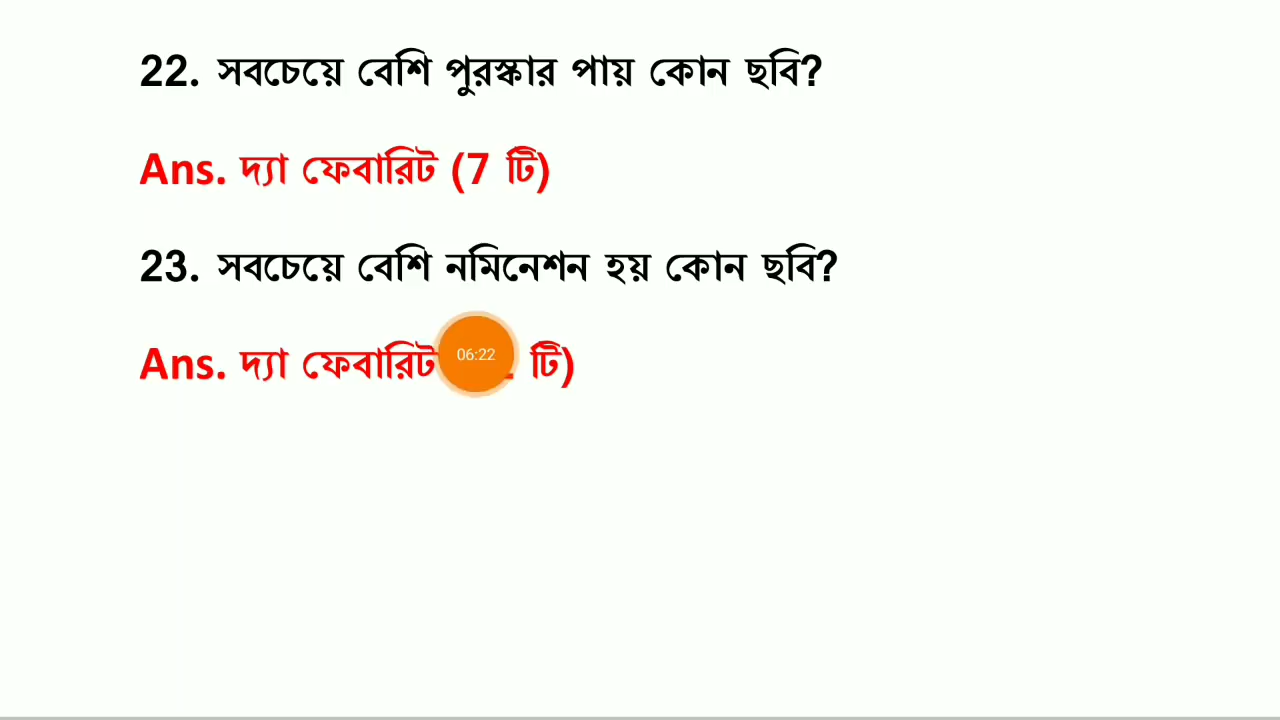 22. সবচেয়ে বেশি পুরস্কার পায় কোন ছবি?
Ans. দ্যা ফেবারিট (7 টি)
23. সবচেয়ে বেশি নমিনেশন হয় কোন ছবি?
Ans. দ্যা ফেবারিট টি)
06:22